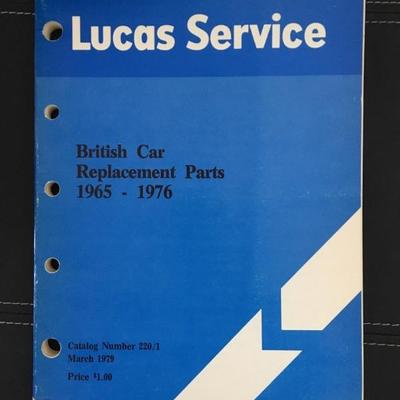 Lucas Service
British Car
Replacement Parts
1965 - 1976
Catalog Number 220/1
March 1979
Price $1.00